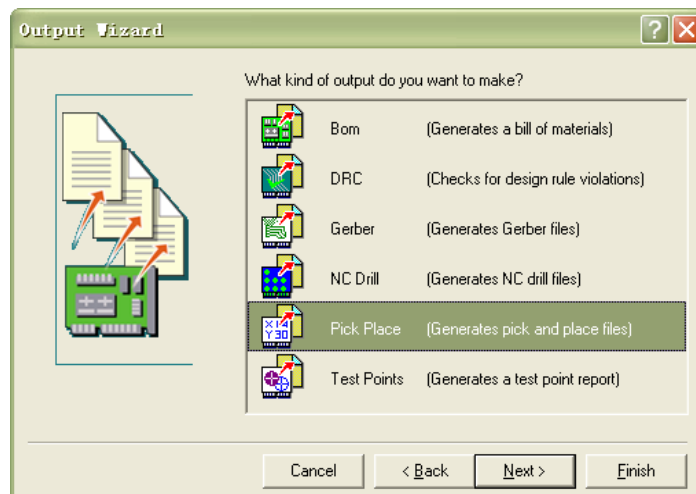 Output Wizard
What kind of output do you want to make?
Bom (Generates a bill of materials)
DRC (Checks for design rule violations)
Gerber (Generates Gerber files)
NC Drill (Generates NC drill files)
X14
Y30
Pick Place (Generates pick and place files)
Test Points (Generates a test point report)
Cancel < Back Next > Finish